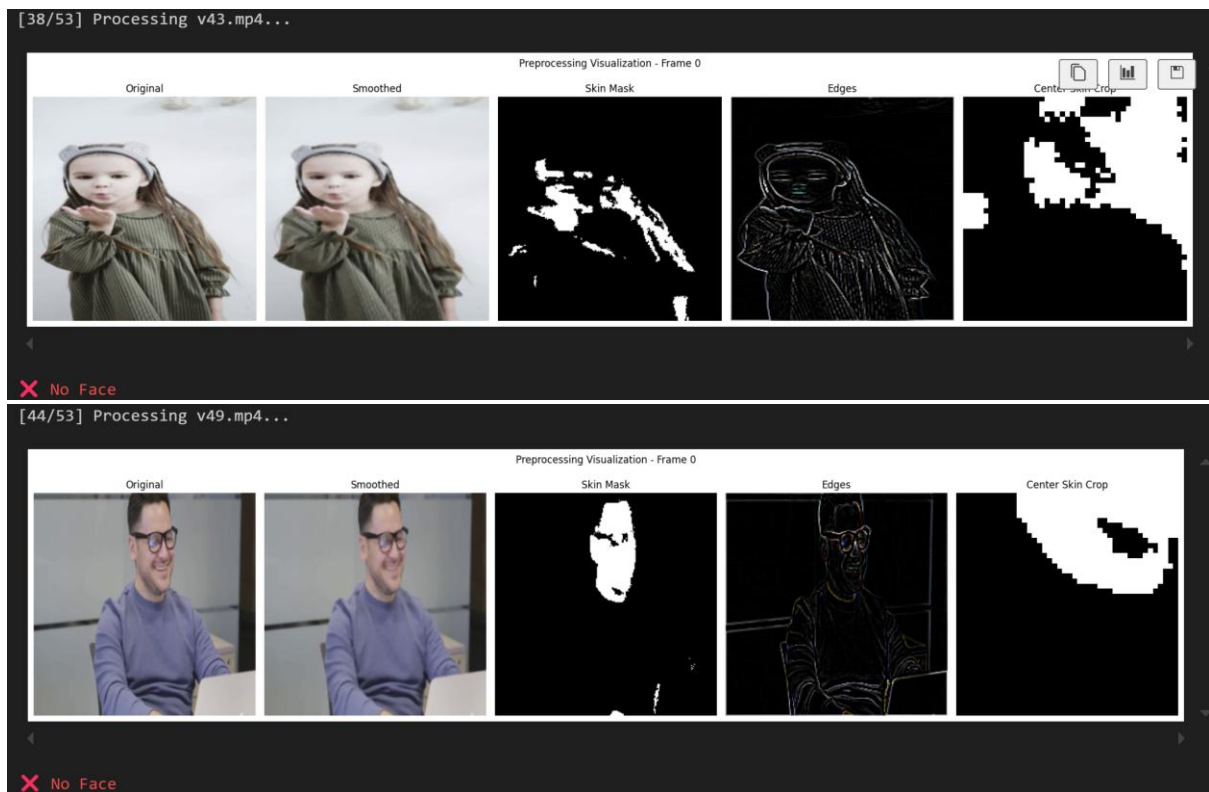 [38/53] Processing v43.mp4...
Preprocessing Visualization - Frame 0
Original Smoothed Skin Mask Edges Center Skin Crop
❌ No Face
[44/53] Processing v49.mp4...
Preprocessing Visualization - Frame 0
Original Smoothed Skin Mask Edges Center Skin Crop
❌ No Face